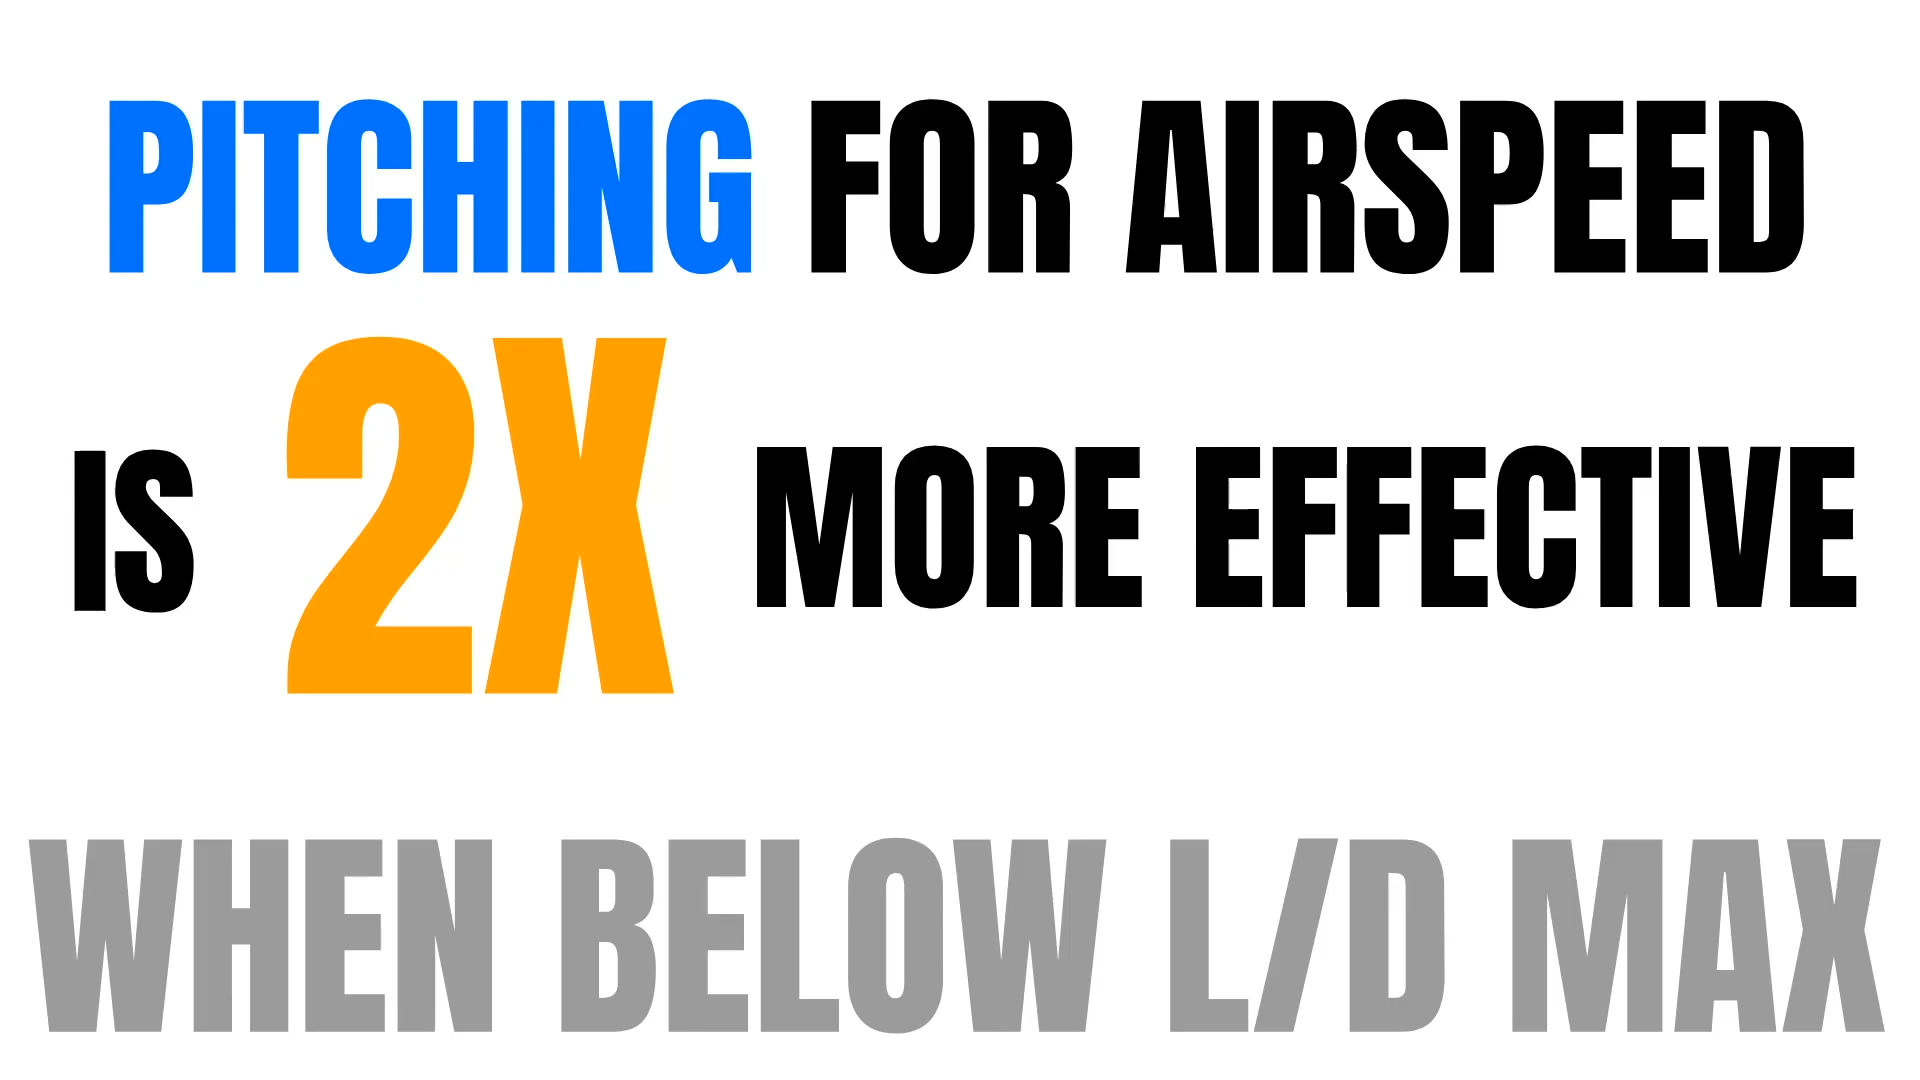 PITCHING FOR AIRSPEED
IS 2X MORE EFFECTIVE
WHEN BELOW L/D MAX